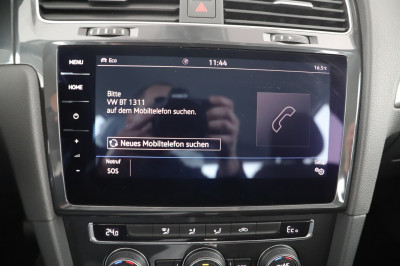 MENU
Eco
11:44
16.5°C
HOME
Bitte
VW BT 1311
auf dem Mobiltelefon suchen.
Neues Mobiltelefon suchen
Notruf
SOS
24.0
Eco